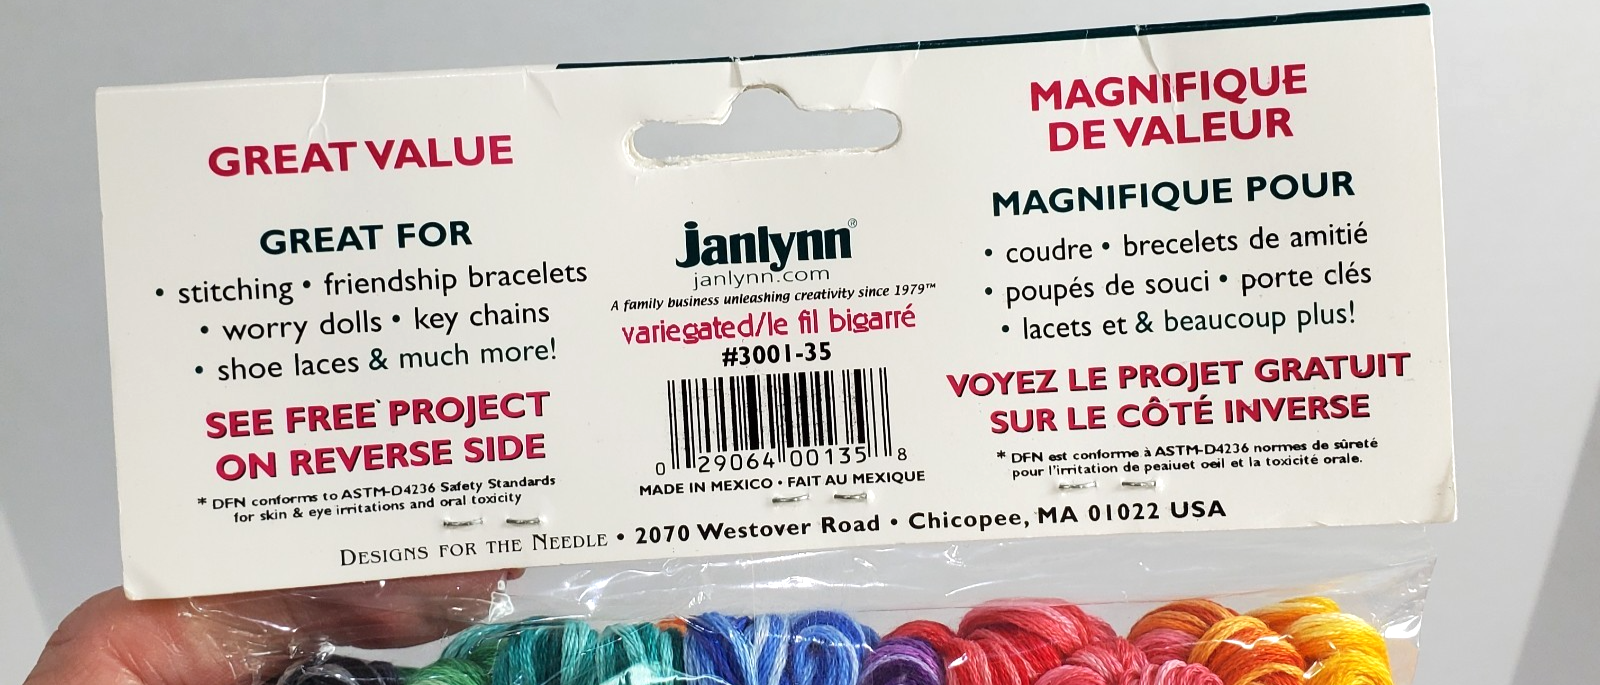 GREAT VALUE
GREAT FOR
• stitching • friendship bracelets
• worry dolls • key chains
• shoe laces & much more!
SEE FREE PROJECT
ON REVERSE SIDE
* DFN conforms to ASTM-D4236 Safety Standards
for skin & eye irritations and oral toxicity
janlynn®
janlynn.com
A family business unleashing creativity since 1979™
variegated/le fil bigarré
#3001-35
0 29064 00135 8
MADE IN MEXICO • FAIT AU MEXIQUE
MAGNIFIQUE
DE VALEUR
MAGNIFIQUE POUR
• coudre • brecelets de amitié
• poupés de souci • porte clés
• lacets et & beaucoup plus!
VOYEZ LE PROJET GRATUIT
SUR LE CÔTÉ INVERSE
* DFN est conforme à ASTM-D4236 normes de sûreté
pour l'irritation de peaiuet oeil et la toxicité orale.
DESIGNS FOR THE NEEDLE • 2070 Westover Road • Chicopee, MA 01022 USA